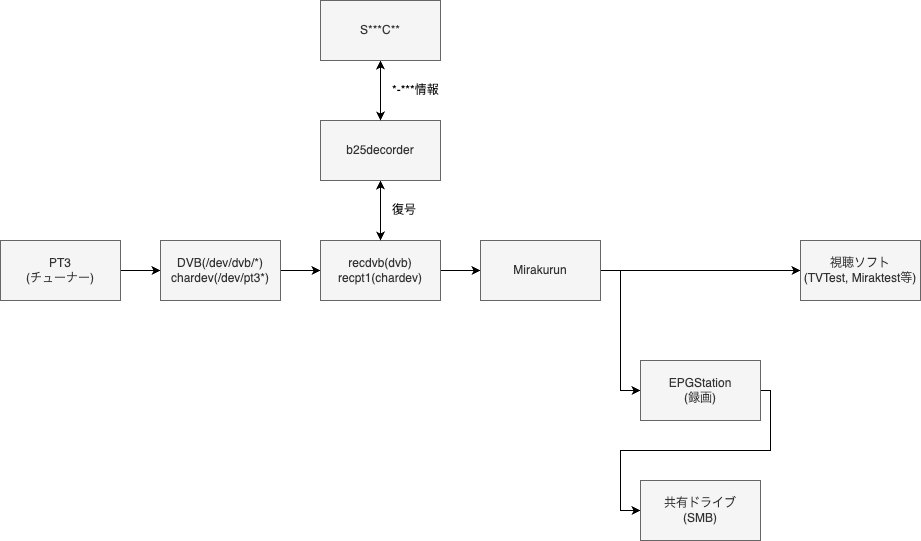 S***C**
*-***情報
b25decorder
復号
PT3
(チューナー)
DVB(/dev/dvb/*)
chardev(/dev/pt3*)
recdvb(dvb)
recpt1(chardev)
Mirakurun
視聴ソフト
(TVTest, Miraktest等)
EPGStation
(録画)
共有ドライブ
(SMB)